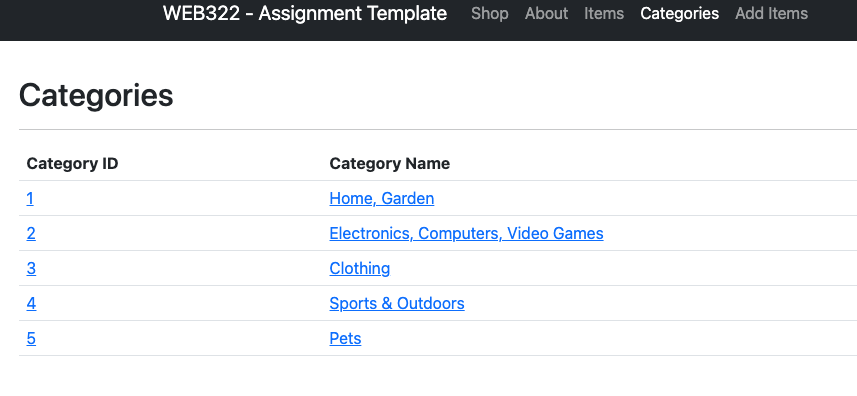 WEB322 - Assignment Template Shop About Items Categories Add Items
Categories
Category ID Category Name
1 Home, Garden
2 Electronics, Computers, Video Games
3 Clothing
4 Sports & Outdoors
5 Pets